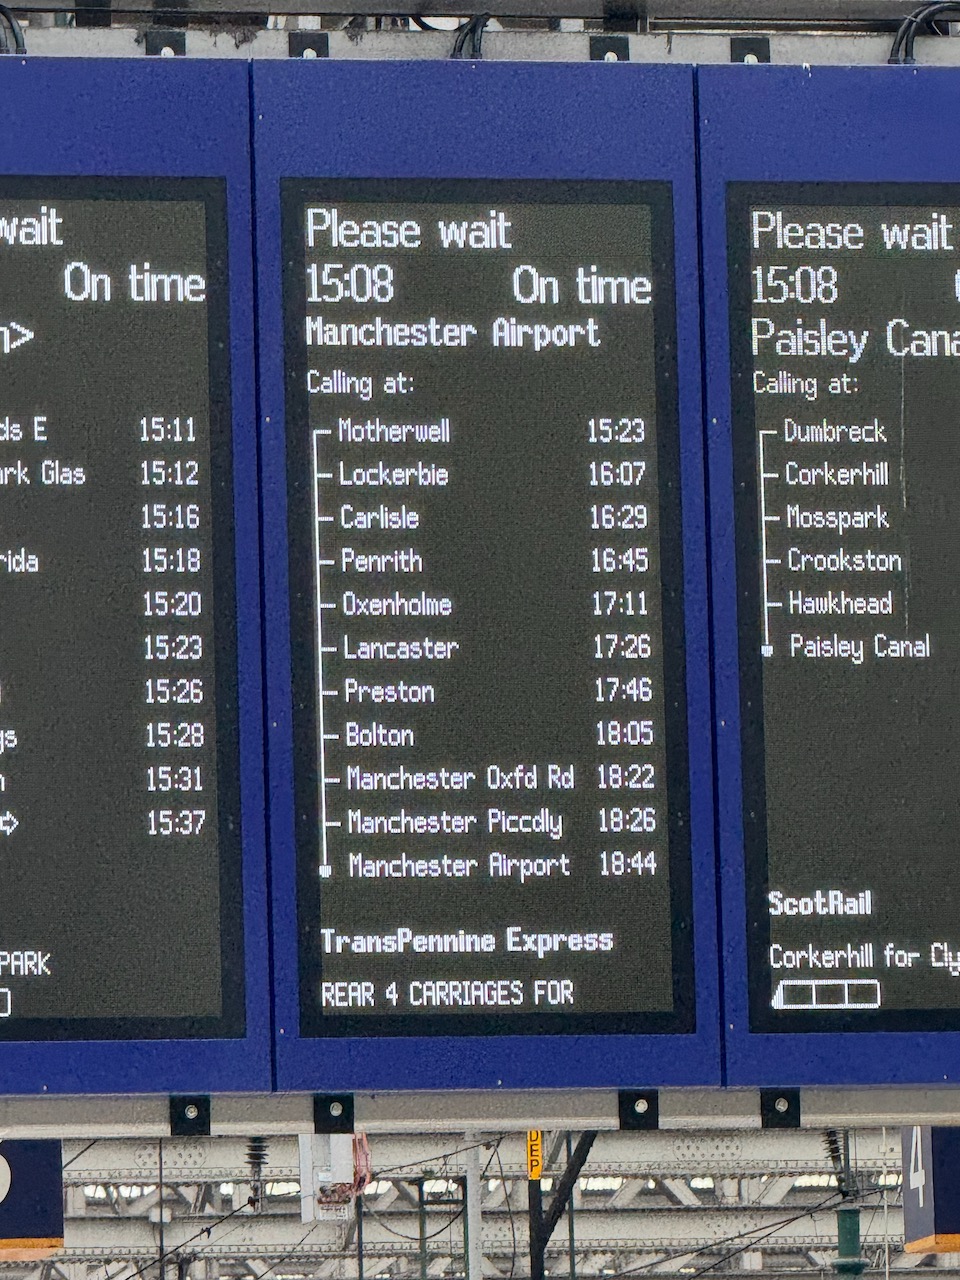 wait
On time
15:11
Glas 15:12
15:16
15:18
15:20
15:23
15:26
15:28
15:31
15:37
PARK
Please wait
15:08 On time
Manchester Airport
Calling at:
Motherwell 15:23
Lockerbie 16:07
Carlisle 16:29
Penrith 16:45
Oxenholme 17:11
Lancaster 17:26
Preston 17:46
Bolton 18:05
Manchester Oxfd Rd 18:22
Manchester Piccdly 18:26
Manchester Airport 18:44
TransPennine Express
REAR 4 CARRIAGES FOR
Please wait
15:08
Paisley
Calling at:
Dumbreck
Corkerhill
Mosspark
Crookston
Hawkhead
Paisley Canal
ScotRail
Corkerhill for
DEP
4